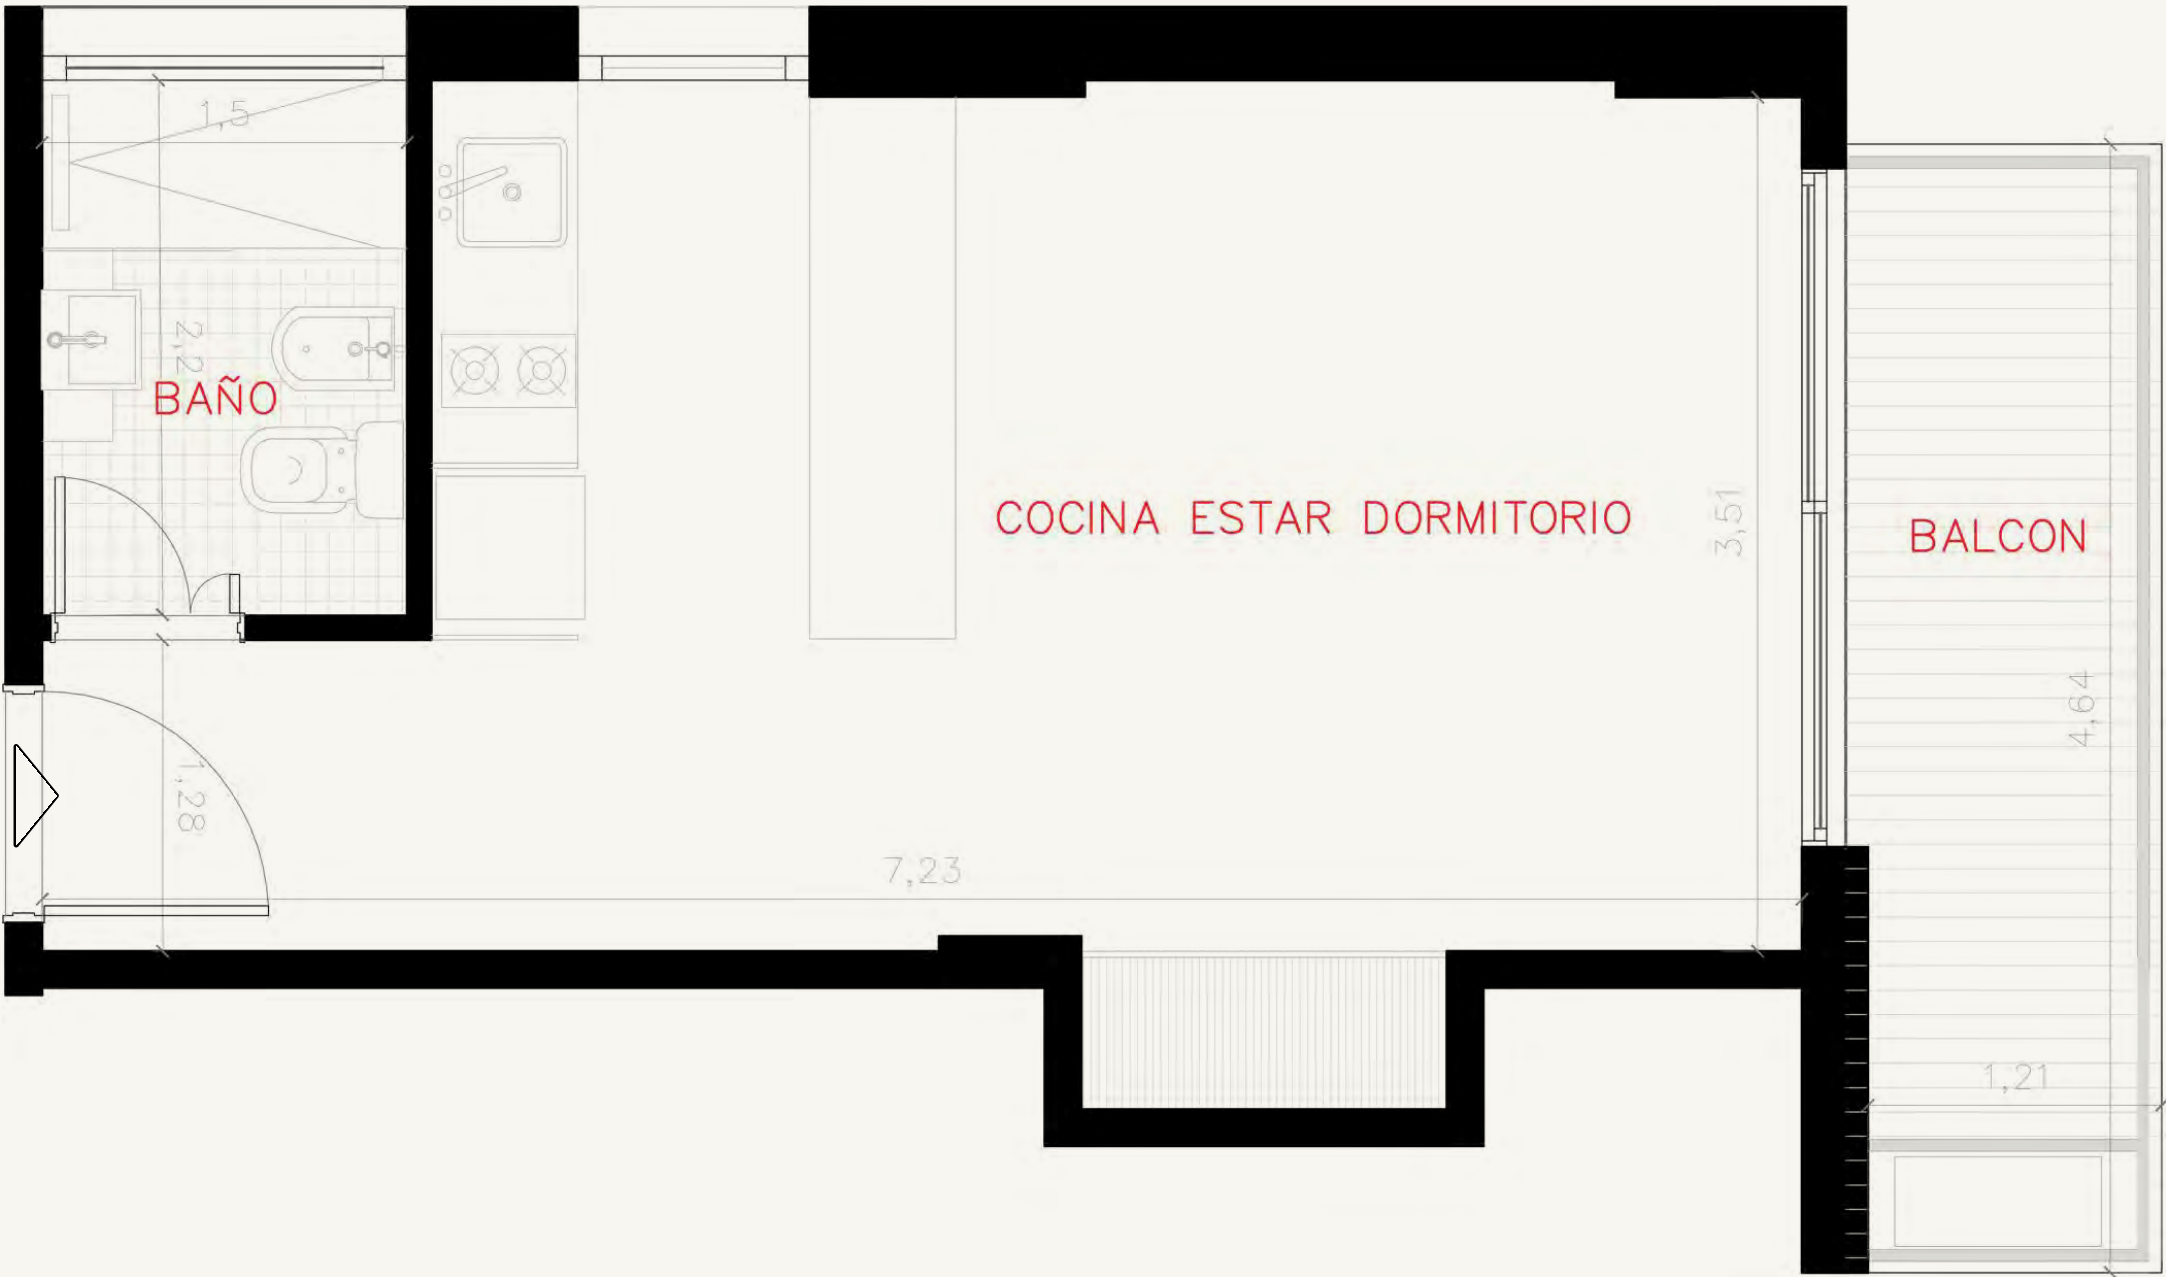 1,5
2,2
BAÑO
COCINA ESTAR DORMITORIO
3,51
BALCON
4,64
1,28
7,23
1,21